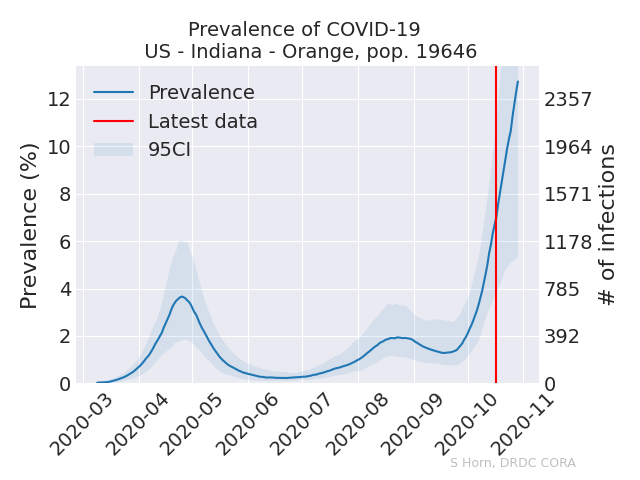 Prevalence of COVID-19
US - Indiana - Orange, pop. 19646
Prevalence
Latest data
95CI
Prevalence (%)
12
10
8
6
4
2
0
2357
1964
1571
1178
785
392
0
# of infections
2020-03
2020-04
2020-05
2020-06
2020-07
2020-08
2020-09
2020-10
2020-11
S Horn, DRDC CORA